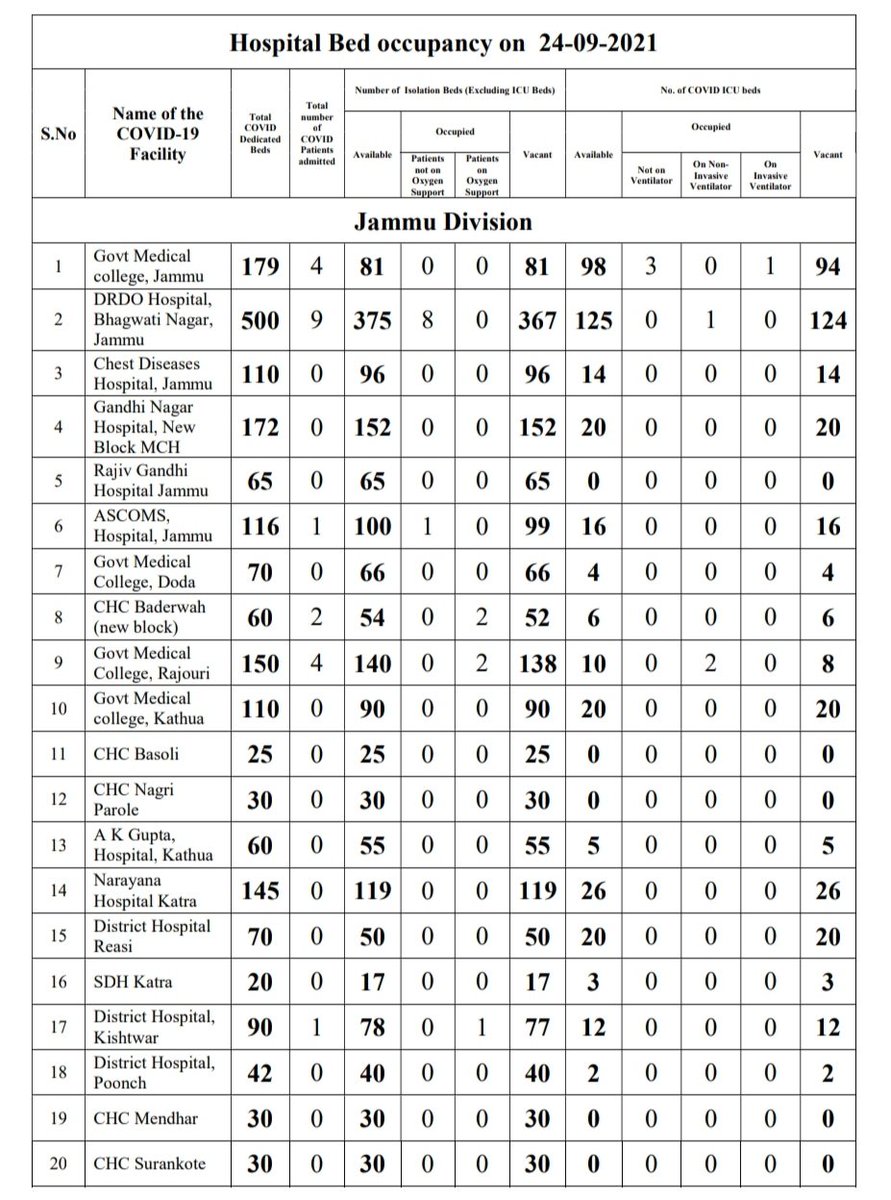 Hospital Bed occupancy on 24-09-2021
S.No
Name of the
COVID-19
Facility
Total
COVID
Dedicated
Beds
Total
number
of
COVID
Patients
admitted
Number of Isolation Beds (Excluding ICU Beds)
Available
Occupied
Patients
not on
Oxygen
Support
Patients
on
Oxygen
Support
Vacant
No. of COVID ICU beds
Available
Occupied
Not on
Ventilator
On Non-
Invasive
Ventilator
On
Invasive
Ventilator
Vacant
Jammu Division
1 Govt Medical
college, Jammu 179 4 81 0 0 81 98 3 0 1 94
2 DRDO Hospital,
Bhagwati Nagar,
Jammu 500 9 375 8 0 367 125 0 1 0 124
3 Chest Diseases
Hospital, Jammu 110 0 96 0 0 96 14 0 0 0 14
4 Gandhi Nagar
Hospital, New
Block MCH 172 0 152 0 0 152 20 0 0 0 20
5 Rajiv Gandhi
Hospital Jammu 65 0 65 0 0 65 0 0 0 0 0
6 ASCOMS,
Hospital, Jammu 116 1 100 1 0 99 16 0 0 0 16
7 Govt Medical
College, Doda 70 0 66 0 0 66 4 0 0 0 4
8 CHC Baderwah
(new block) 60 2 54 0 2 52 6 0 0 0 6
9 Govt Medical
College, Rajouri 150 4 140 0 2 138 10 0 2 0 8
10 Govt Medical
college, Kathua 110 0 90 0 0 90 20 0 0 0 20
11 CHC Basoli 25 0 25 0 0 25 0 0 0 0 0
12 CHC Nagri
Parole 30 0 30 0 0 30 0 0 0 0 0
13 A K Gupta,
Hospital, Kathua 60 0 55 0 0 55 5 0 0 0 5
14 Narayana
Hospital Katra 145 0 119 0 0 119 26 0 0 0 26
15 District Hospital
Reasi 70 0 50 0 0 50 20 0 0 0 20
16 SDH Katra 20 0 17 0 0 17 3 0 0 0 3
17 District Hospital,
Kishtwar 90 1 78 0 1 77 12 0 0 0 12
18 District Hospital,
Poonch 42 0 40 0 0 40 2 0 0 0 2
19 CHC Mendhar 30 0 30 0 0 30 0 0 0 0 0
20 CHC Surankote 30 0 30 0 0 30 0 0 0 0 0